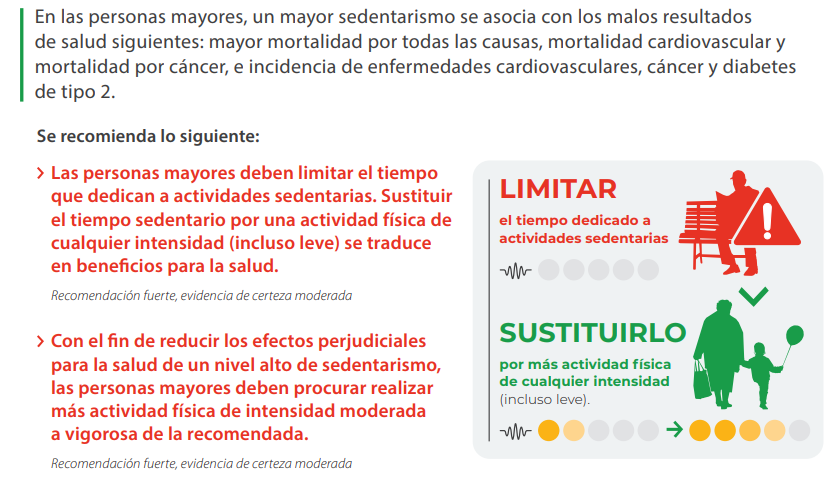 En las personas mayores, un mayor sedentarismo se asocia con los malos resultados
de salud siguientes: mayor mortalidad por todas las causas, mortalidad cardiovascular y
mortalidad por cáncer, e incidencia de enfermedades cardiovasculares, cáncer y diabetes
de tipo 2.
Se recomienda lo siguiente:
> Las personas mayores deben limitar el tiempo
que dedican a actividades sedentarias. Sustituir
el tiempo sedentario por una actividad física de
cualquier intensidad (incluso leve) se traduce
en beneficios para la salud.
Recomendación fuerte, evidencia de certeza moderada
> Con el fin de reducir los efectos perjudiciales
para la salud de un nivel alto de sedentarismo,
las personas mayores deben procurar realizar
más actividad física de intensidad moderada
a vigorosa de la recomendada.
Recomendación fuerte, evidencia de certeza moderada
LIMITAR
el tiempo dedicado a
actividades sedentarias
SUSTITUIRLO
por más actividad física
de cualquier intensidad
(incluso leve).